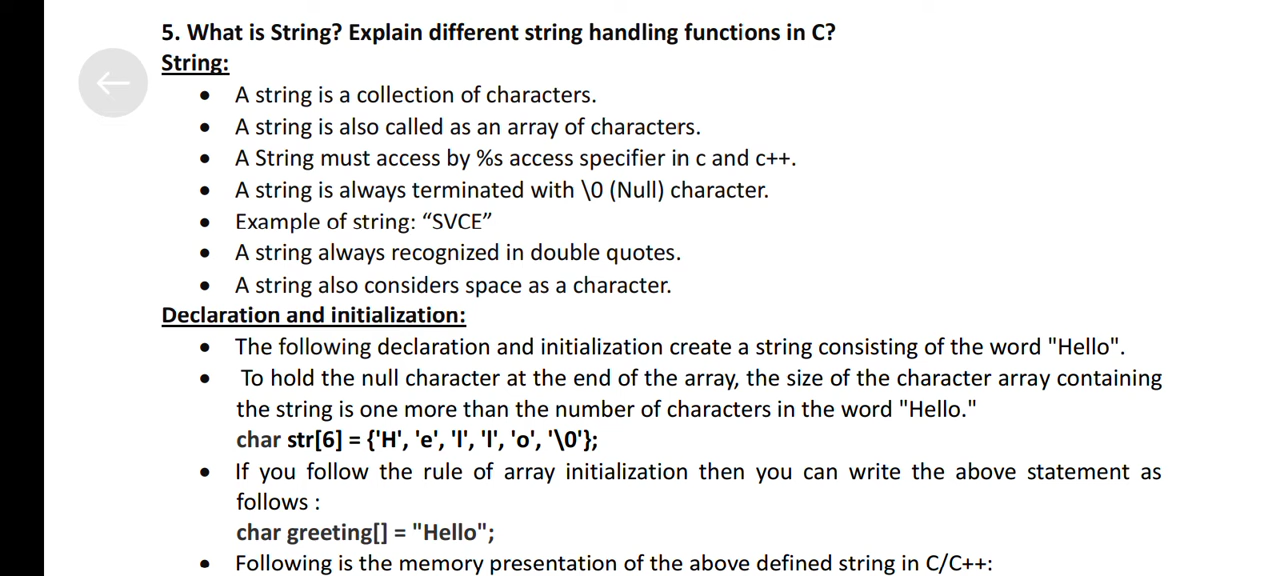 5. What is String? Explain different string handling functions in C?
String:
• A string is a collection of characters.
• A string is also called as an array of characters.
• A String must access by %s access specifier in c and c++.
• A string is always terminated with \0 (Null) character.
• Example of string: “SVCE”
• A string always recognized in double quotes.
• A string also considers space as a character.
Declaration and initialization:
• The following declaration and initialization create a string consisting of the word "Hello".
• To hold the null character at the end of the array, the size of the character array containing
the string is one more than the number of characters in the word "Hello."
char str[6] = {'H', 'e', 'l', 'l', 'o', '\0'};
• If you follow the rule of array initialization then you can write the above statement as
follows :
char greeting[] = "Hello";
• Following is the memory presentation of the above defined string in C/C++: